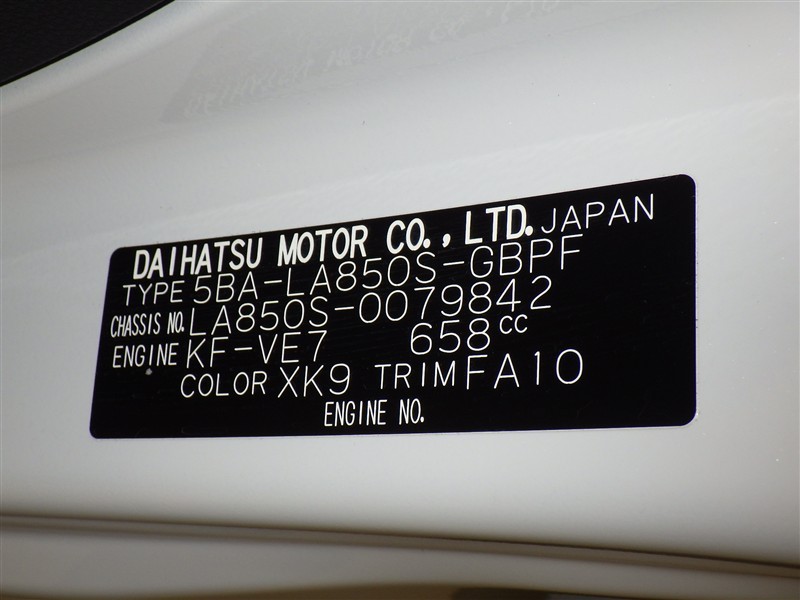 DAIHATSU MOTOR CO., LTD. JAPAN
TYPE 5BA-LA850S-GBPF
CHASSIS NO. LA850S-0079842
ENGINE KF-VE7 658cc
COLOR XK9 TRIM FA10
ENGINE NO.